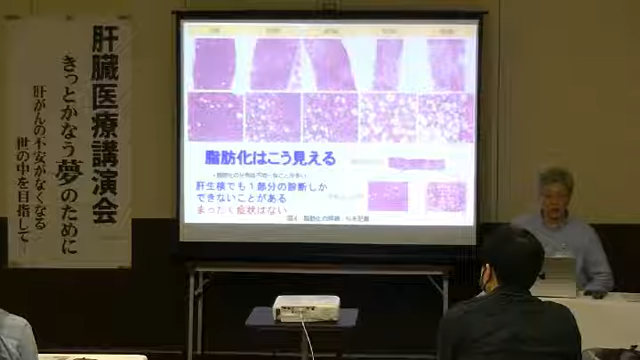 肝臓医療講演会
きっとかなう夢のために
肝がんの不安がなくなる
世の中を目指して
脂肪化はこう見える
肝生検でも1部分の診断しか
できないことがある
まったく症状はない